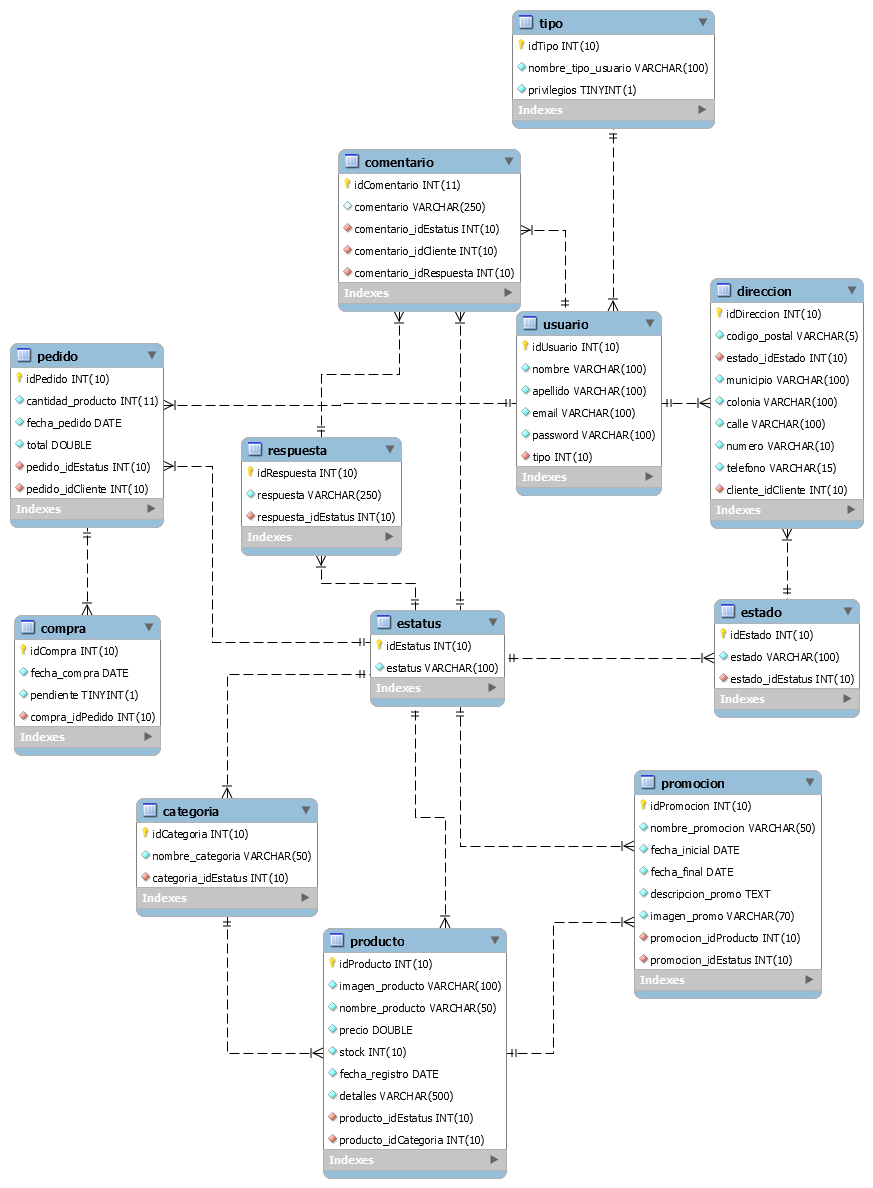 tipo
idTipo INT(10)
nombre_tipo_usuario VARCHAR(100)
privilegios TINYINT(1)
Indexes
comentario
idComentario INT(11)
comentario VARCHAR(250)
comentario_idEstatus INT(10)
comentario_idCliente INT(10)
comentario_idRespuesta INT(10)
Indexes
usuario
idUsuario INT(10)
nombre VARCHAR(100)
apellido VARCHAR(100)
email VARCHAR(100)
password VARCHAR(100)
tipo INT(10)
Indexes
direccion
idDireccion INT(10)
codigo_postal VARCHAR(5)
estado_idEstado INT(10)
municipio VARCHAR(100)
colonia VARCHAR(100)
calle VARCHAR(100)
numero VARCHAR(10)
telefono VARCHAR(15)
cliente_idCliente INT(10)
Indexes
pedido
idPedido INT(10)
cantidad_producto INT(11)
fecha_pedido DATE
total DOUBLE
pedido_idEstatus INT(10)
pedido_idCliente INT(10)
Indexes
respuesta
idRespuesta INT(10)
respuesta VARCHAR(250)
respuesta_idEstatus INT(10)
Indexes
compra
idCompra INT(10)
fecha_compra DATE
pendiente TINYINT(1)
compra_idPedido INT(10)
Indexes
estatus
idEstatus INT(10)
estatus VARCHAR(100)
Indexes
estado
idEstado INT(10)
estado VARCHAR(100)
estado_idEstatus INT(10)
Indexes
categoria
idCategoria INT(10)
nombre_categoria VARCHAR(50)
categoria_idEstatus INT(10)
Indexes
promocion
idPromocion INT(10)
nombre_promocion VARCHAR(50)
fecha_inicial DATE
fecha_final DATE
descripcion_promo TEXT
imagen_promo VARCHAR(70)
promocion_idProducto INT(10)
promocion_idEstatus INT(10)
Indexes
producto
idProducto INT(10)
imagen_producto VARCHAR(100)
nombre_producto VARCHAR(50)
precio DOUBLE
stock INT(10)
fecha_registro DATE
detalles VARCHAR(500)
producto_idEstatus INT(10)
producto_idCategoria INT(10)
Indexes